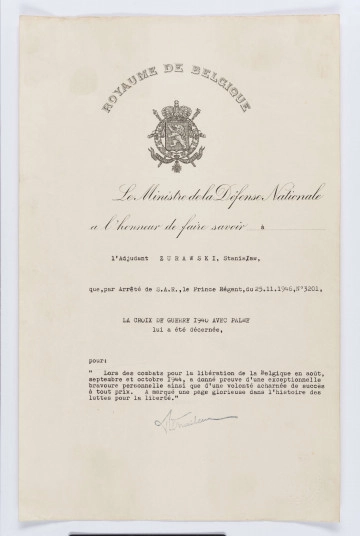 ROYAUME DE BELGIQUE
Le Ministre de la Défense Nationale
a l'honneur de faire savoir à
l'Adjudant ZURAWSKI, Stanislaw,
que, par Arrêté de S.A.R., le Prince Régent, du 25.11.1946, N°3201,
LA CROIX DE GUERRE 1940 AVEC PALME
lui a été décernée,
pour:
" Lors des combats pour la libération de la Belgique en août,
septembre et octobre 1944, a donné preuve d'une exceptionnelle
bravoure personnelle ainsi que d'une volonté acharnée de succès
à tout prix. A marqué une page glorieuse dans l'histoire des
luttes pour la liberté."